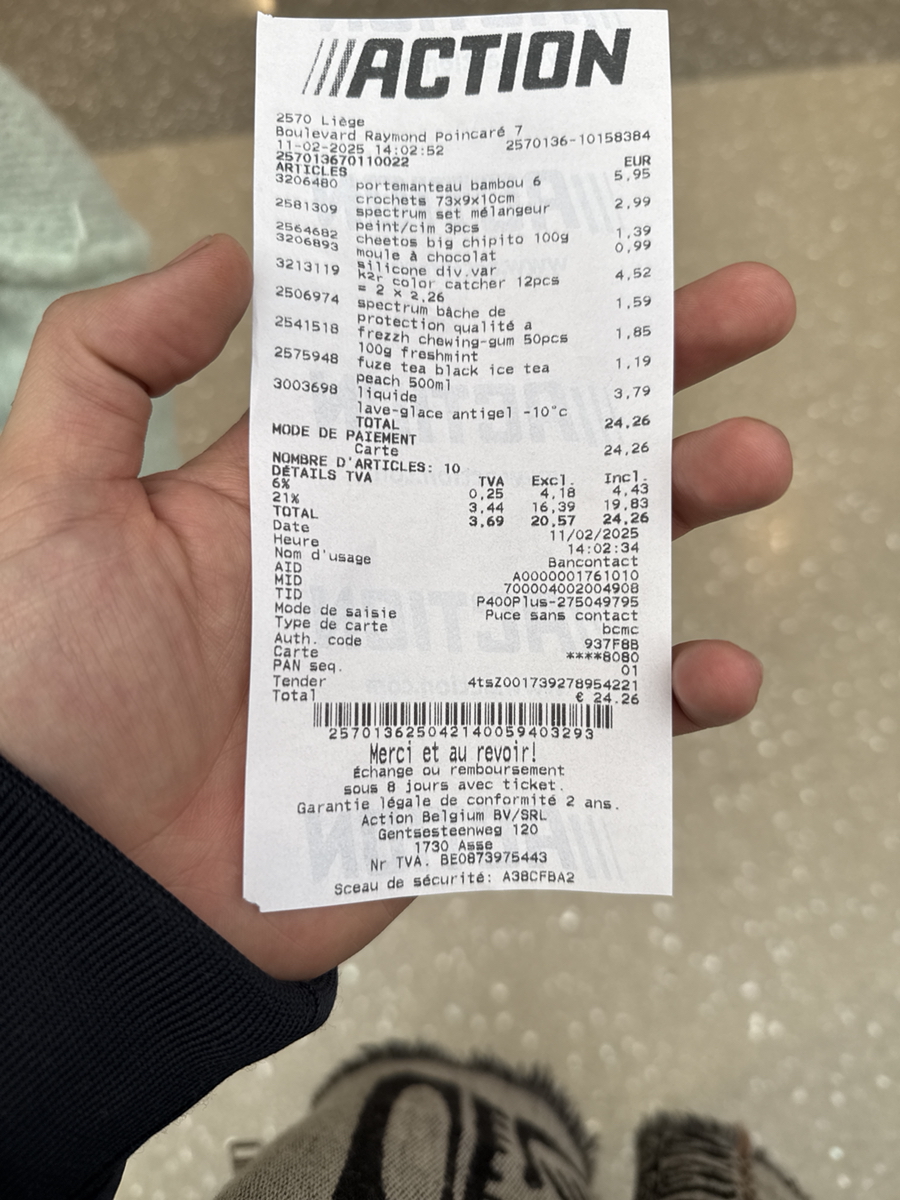 ///ACTION
2570 Liège
Boulevard Raymond Poincaré 7
11-02-2025 14:02:52 2570136-10158384
257013670110022
ARTICLES EUR
3206480 portemanteau bambou 6 5,95
crochets 73x9x10cm
2581309 spectrum set mélangeur 2,99
peint/cim 3pcs
2564682 cheetos big chipito 100g 1,39
3206893 moule à chocolat 0,99
silicone div.var
3213119 k2r color catcher 12pcs 4,52
= 2 x 2,26
2506974 spectrum bâche de 1,59
protection qualité a
2541518 frezzh chewing-gum 50pcs 1,85
100g freshmint
2575948 fuze tea black ice tea 1,19
peach 500ml
3003698 liquide 3,79
lave-glace antigel -10°c
TOTAL 24,26
MODE DE PAIEMENT
Carte 24,26
NOMBRE D'ARTICLES: 10
DÉTAILS TVA TVA Excl. Incl.
6% 0,25 4,18 4,43
21% 3,44 16,39 19,83
TOTAL 3,69 20,57 24,26
Date 11/02/2025
Heure 14:02:34
Nom d'usage Bancontact
AID A0000001761010
MID 700004002004908
TID P400Plus-275049795
Mode de saisie Puce sans contact
Type de carte bcmc
Auth. code 937F8B
Carte ****8080
PAN seq. 01
Tender 4tsZ001739278954221
Total € 24.26
257013625042140059403293
Merci et au revoir!
Échange ou remboursement
sous 8 jours avec ticket.
Garantie légale de conformité 2 ans.
Action Belgium BV/SRL
Gentsesteenweg 120
1730 Asse
Nr TVA. BE0873975443
Sceau de sécurité: A38CFBA2